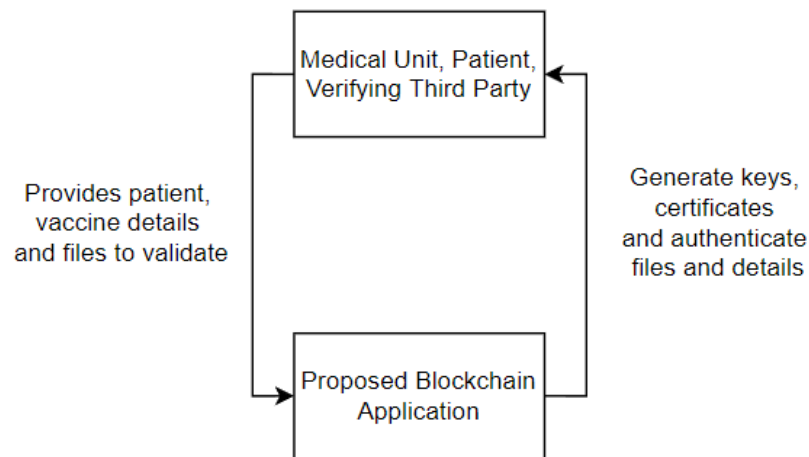 Medical Unit, Patient,
Verifying Third Party
Provides patient,
vaccine details
and files to validate
Generate keys,
certificates
and authenticate
files and details
Proposed Blockchain
Application